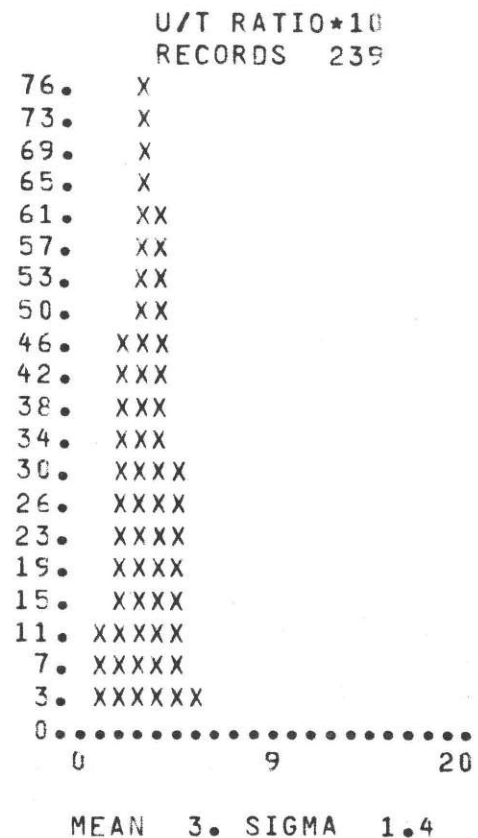 U/T RATIO*10
RECORDS 239
76. X
73. X
69. X
65. X
61. XX
57. XX
53. XX
50. XX
46. XXX
42. XXX
38. XXX
34. XXX
30. XXXX
26. XXXX
23. XXXX
19. XXXX
15. XXXX
11. XXXXX
7. XXXXX
3. XXXXXX
0......................
0 9 20
MEAN 3. SIGMA 1.4